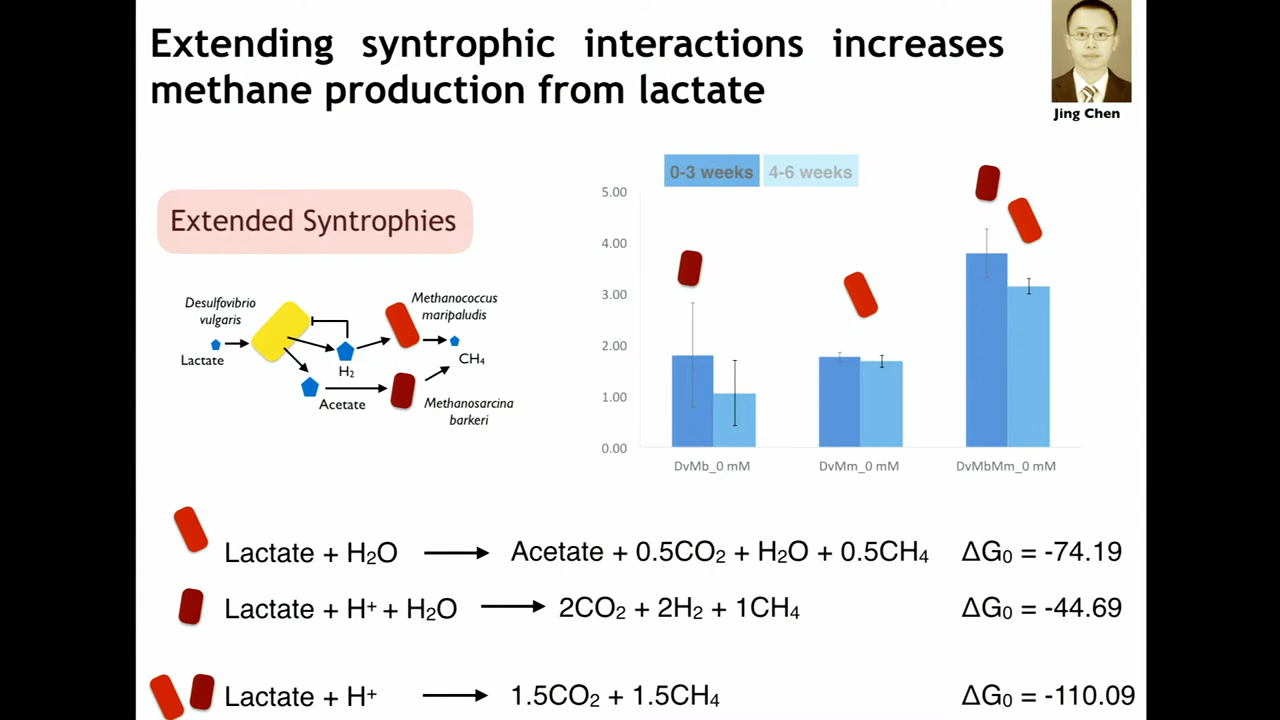 Extending syntrophic interactions increases
methane production from lactate
Jing Chen
Extended Syntrophies
Desulfovibrio
vulgaris
Lactate
H₂
Acetate
Methanococcus
maripaludis
CH₄
Methanosarcina
barkeri
0-3 weeks 4-6 weeks
5.00
4.00
3.00
2.00
1.00
0.00
DvMb_0 mM DvMm_0 mM DvMbMm_0 mM
Lactate + H₂O → Acetate + 0.5CO₂ + H₂O + 0.5CH₄ ΔG₀ = -74.19
Lactate + H⁺ + H₂O → 2CO₂ + 2H₂ + 1CH₄ ΔG₀ = -44.69
Lactate + H⁺ → 1.5CO₂ + 1.5CH₄ ΔG₀ = -110.09